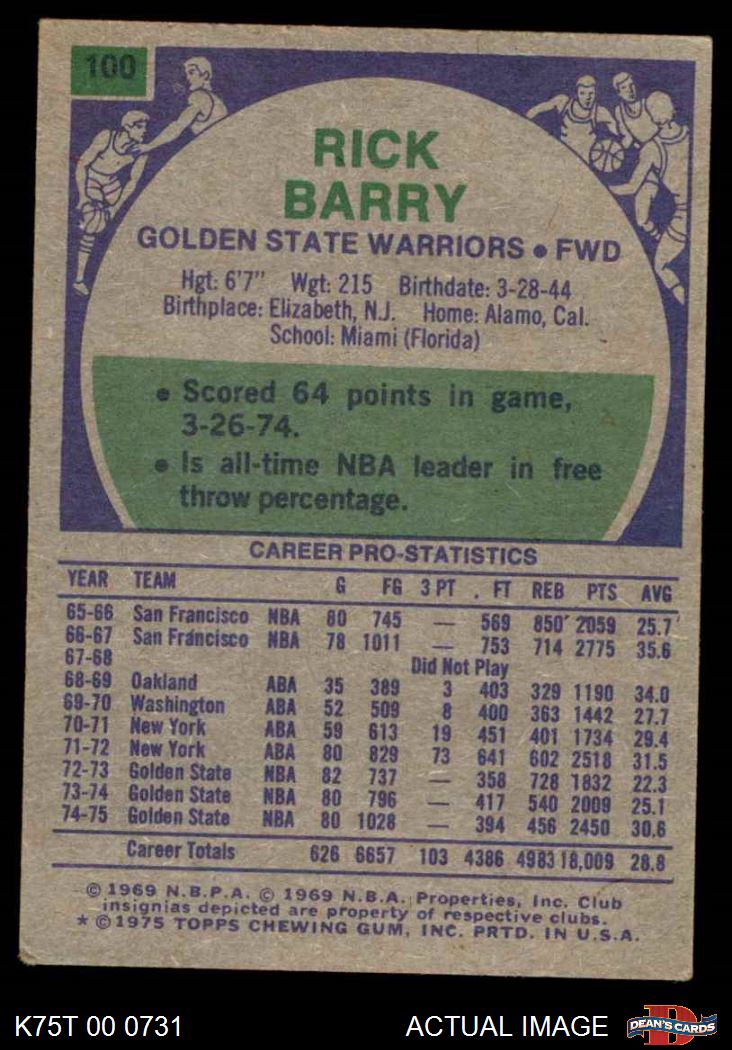 100
RICK
BARRY
GOLDEN STATE WARRIORS • FWD
Hgt: 6'7" Wgt: 215 Birthdate: 3-28-44
Birthplace: Elizabeth, N.J. Home: Alamo, Cal.
School: Miami (Florida)
• Scored 64 points in game,
3-26-74.
• Is all-time NBA leader in free
throw percentage.
CAREER PRO-STATISTICS
YEAR TEAM G FG 3 PT . FT REB PTS AVG
65-66 San Francisco NBA 80 745 — 569 850 2059 25.7
66-67 San Francisco NBA 78 1011 — 753 714 2775 35.6
67-68 Did Not Play
68-69 Oakland ABA 35 389 3 403 329 1190 34.0
69-70 Washington ABA 52 509 8 400 363 1442 27.7
70-71 New York ABA 59 613 19 451 401 1734 29.4
71-72 New York ABA 80 829 73 641 602 2518 31.5
72-73 Golden State NBA 82 737 — 358 728 1832 22.3
73-74 Golden State NBA 80 796 — 417 540 2009 25.1
74-75 Golden State NBA 80 1028 — 394 456 2450 30.6
Career Totals 626 6657 103 4386 4983 18,009 28.8
© 1969 N.B.P.A. © 1969 N.B.A. Properties, Inc. Club
insignias depicted are property of respective clubs.
* © 1975 TOPPS CHEWING GUM, INC. PRTD. IN U.S.A.
K75T 00 0731 ACTUAL IMAGE
D
DEAN'S CARDS